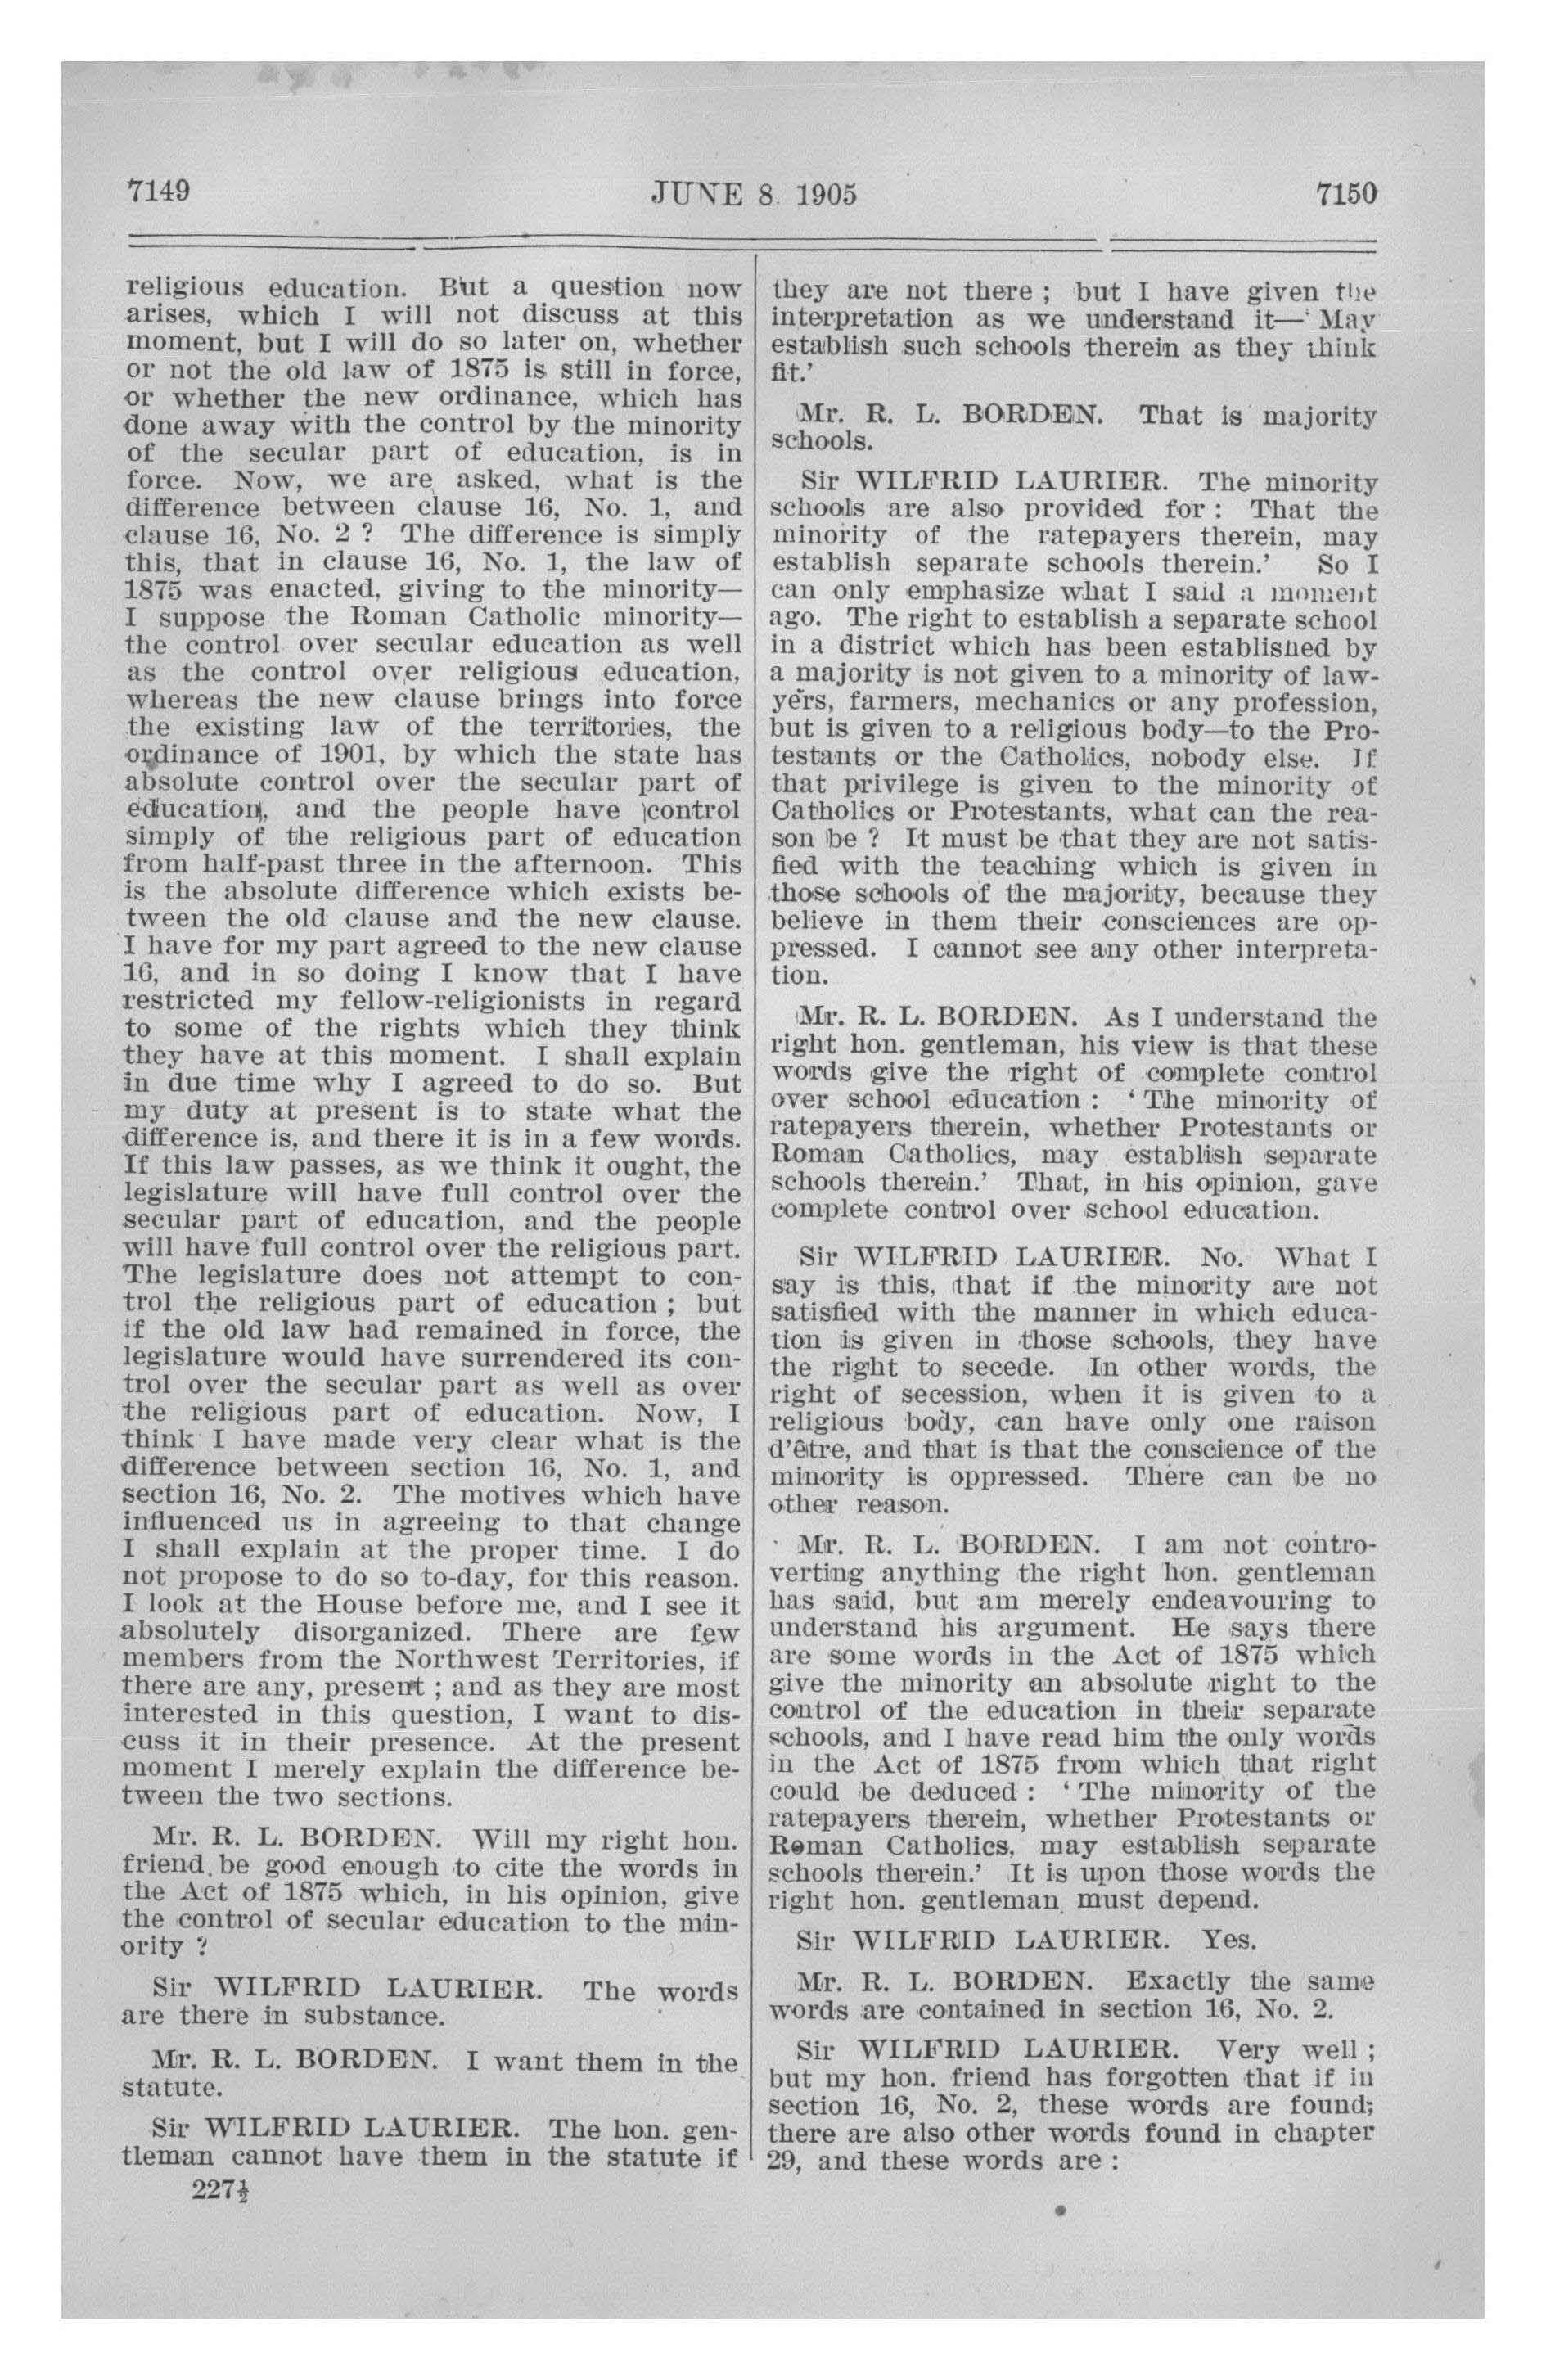 7149
JUNE 8. 1905
7150
religious education. But a question now
arises, which I will not discuss at this
moment, but I will do so later on, whether
or not the old law of 1875 is still in force,
or whether the new ordinance, which has
done away with the control by the minority
of the secular part of education, is in
force. Now, we are asked, what is the
difference between clause 16, No. 1, and
clause 16, No. 2 ? The difference is simply
this, that in clause 16, No. 1, the law of
1875 was enacted, giving to the minority—
I suppose the Roman Catholic minority—
the control over secular education as well
as the control over religious education,
whereas the new clause brings into force
the existing law of the territories, the
ordinance of 1901, by which the state has
absolute control over the secular part of
education, and the people have control
simply of the religious part of education
from half-past three in the afternoon. This
is the absolute difference which exists be-
tween the old clause and the new clause.
I have for my part agreed to the new clause
16, and in so doing I know that I have
restricted my fellow-religionists in regard
to some of the rights which they think
they have at this moment. I shall explain
in due time why I agreed to do so. But
my duty at present is to state what the
difference is, and there it is in a few words.
If this law passes, as we think it ought, the
legislature will have full control over the
secular part of education, and the people
will have full control over the religious part.
The legislature does not attempt to con-
trol the religious part of education ; but
if the old law had remained in force, the
legislature would have surrendered its con-
trol over the secular part as well as over
the religious part of education. Now, I
think I have made very clear what is the
difference between section 16, No. 1, and
section 16, No. 2. The motives which have
influenced us in agreeing to that change
I shall explain at the proper time. I do
not propose to do so to-day, for this reason.
I look at the House before me, and I see it
absolutely disorganized. There are few
members from the Northwest Territories, if
there are any, present ; and as they are most
interested in this question, I want to dis-
cuss it in their presence. At the present
moment I merely explain the difference be-
tween the two sections.
Mr. R. L. BORDEN. Will my right hon.
friend be good enough to cite the words in
the Act of 1875 which, in his opinion, give
the control of secular education to the min-
ority ?
Sir WILFRID LAURIER. The words
are there in substance.
Mr. R. L. BORDEN. I want them in the
statute.
Sir WILFRID LAURIER. The hon. gen-
tleman cannot have them in the statute if
227½
they are not there ; but I have given the
interpretation as we understand it—‘ May
establish such schools therein as they think
fit.’
Mr. R. L. BORDEN. That is majority
schools.
Sir WILFRID LAURIER. The minority
schools are also provided for : That the
minority of the ratepayers therein, may
establish separate schools therein.’ So I
can only emphasize what I said a moment
ago. The right to establish a separate school
in a district which has been established by
a majority is not given to a minority of law-
yers, farmers, mechanics or any profession,
but is given to a religious body—to the Pro-
testants or the Catholics, nobody else. If
that privilege is given to the minority of
Catholics or Protestants, what can the rea-
son be ? It must be that they are not satis-
fied with the teaching which is given in
those schools of the majority, because they
believe in them their consciences are op-
pressed. I cannot see any other interpreta-
tion.
Mr. R. L. BORDEN. As I understand the
right hon. gentleman, his view is that these
words give the right of complete control
over school education : ‘ The minority of
ratepayers therein, whether Protestants or
Roman Catholics, may establish separate
schools therein.’ That, in his opinion, gave
complete control over school education.
Sir WILFRID LAURIER. No. What I
say is this, that if the minority are not
satisfied with the manner in which educa-
tion is given in those schools, they have
the right to secede. In other words, the
right of secession, when it is given to a
religious body, can have only one raison
d’être, and that is that the conscience of the
minority is oppressed. There can be no
other reason.
Mr. R. L. BORDEN. I am not contro-
verting anything the right hon. gentleman
has said, but am merely endeavouring to
understand his argument. He says there
are some words in the Act of 1875 which
give the minority an absolute right to the
control of the education in their separate
schools, and I have read him the only words
in the Act of 1875 from which that right
could be deduced : ‘ The minority of the
ratepayers therein, whether Protestants or
Roman Catholics, may establish separate
schools therein.’ It is upon those words the
right hon. gentleman must depend.
Sir WILFRID LAURIER. Yes.
Mr. R. L. BORDEN. Exactly the same
words are contained in section 16, No. 2.
Sir WILFRID LAURIER. Very well ;
but my hon. friend has forgotten that if in
section 16, No. 2, these words are found;
there are also other words found in chapter
29, and these words are :